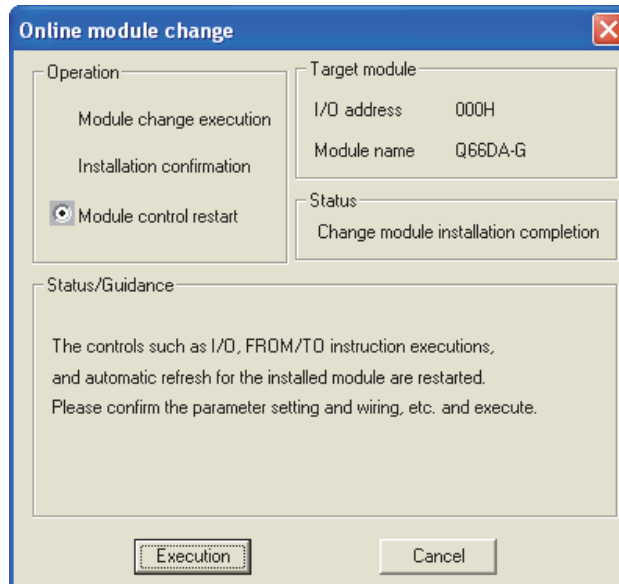 Online module change
Operation
Module change execution
Installation confirmation
Module control restart
Target module
I/O address 000H
Module name Q66DA-G
Status
Change module installation completion
Status/Guidance
The controls such as I/O, FROM/TO instruction executions,
and automatic refresh for the installed module are restarted.
Please confirm the parameter setting and wiring, etc. and execute.
Execution
Cancel